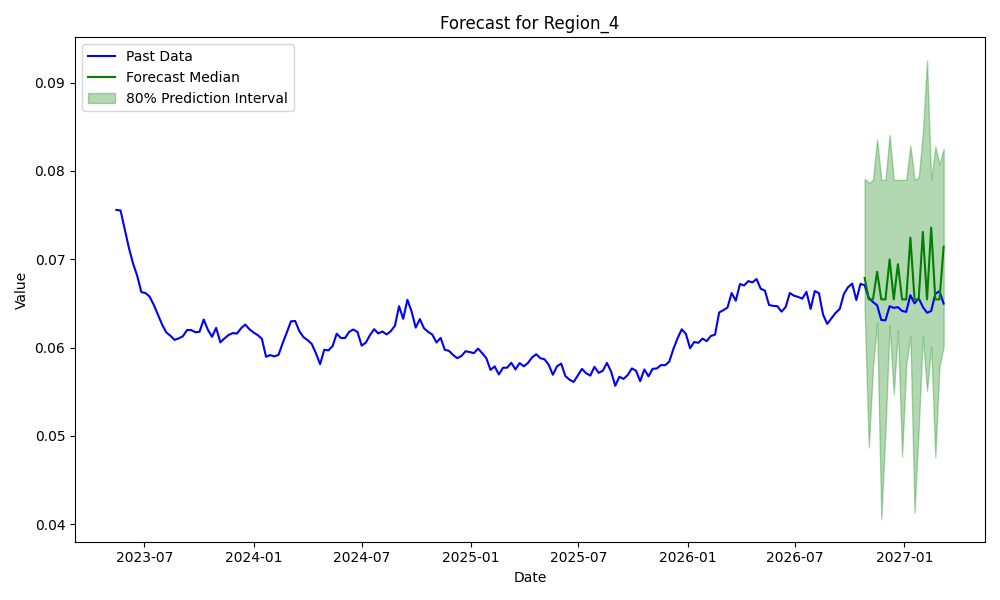 Forecast for Region_4
Past Data
Forecast Median
80% Prediction Interval
Value
0.09
0.08
0.07
0.06
0.05
0.04
2023-07
2024-01
2024-07
2025-01
2025-07
2026-01
2026-07
2027-01
Date